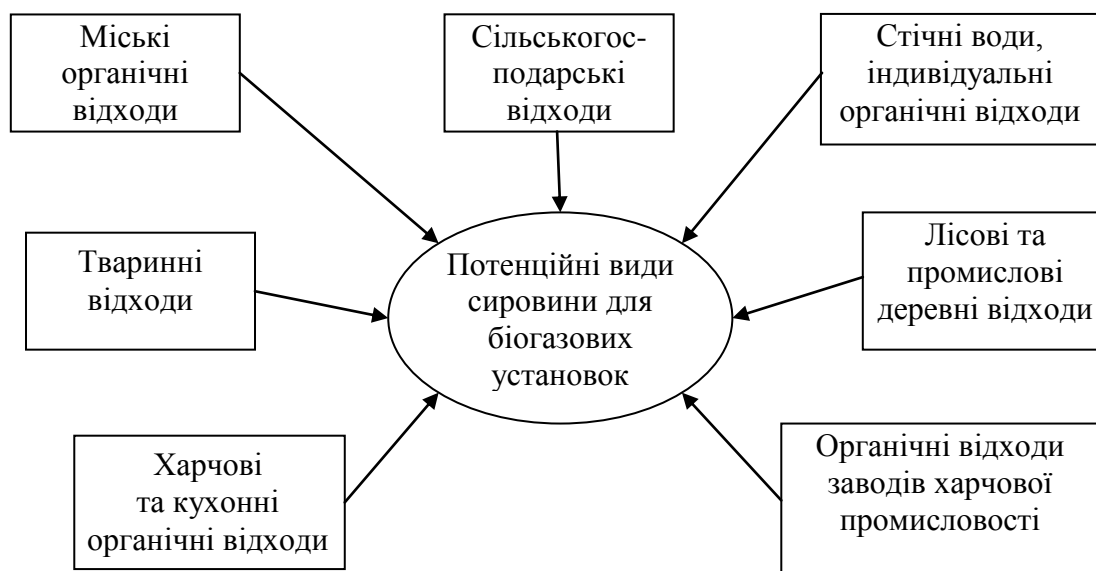 Міські
органічні
відходи
Сільськогос-
подарські
відходи
Стічні води,
індивідуальні
органічні відходи
Тваринні
відходи
Потенційні види
сировини для
біогазових
установок
Лісові та
промислові
деревні відходи
Харчові
та кухонні
органічні відходи
Органічні відходи
заводів харчової
промисловості